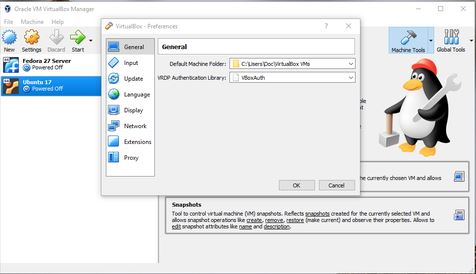 Oracle VM VirtualBox Manager
File Machine Help
New Settings Discard Start
Machine Tools Global Tools
Fedora 27 Server
Powered Off
Ubuntu 17
Powered Off
VirtualBox - Preferences
General
Input
Update
Language
Display
Network
Extensions
Proxy
General
Default Machine Folder: C:\Users\Doc\VirtualBox VMs
VRDP Authentication Library: VBoxAuth
OK Cancel
he currently chosen VM and allows
Snapshots
Tool to control virtual machine (VM) snapshots. Reflects snapshots created for the currently selected VM and
allows snapshot operations like create, remove, restore (make current) and observe their properties. Allows to
edit snapshot attributes like name and description.